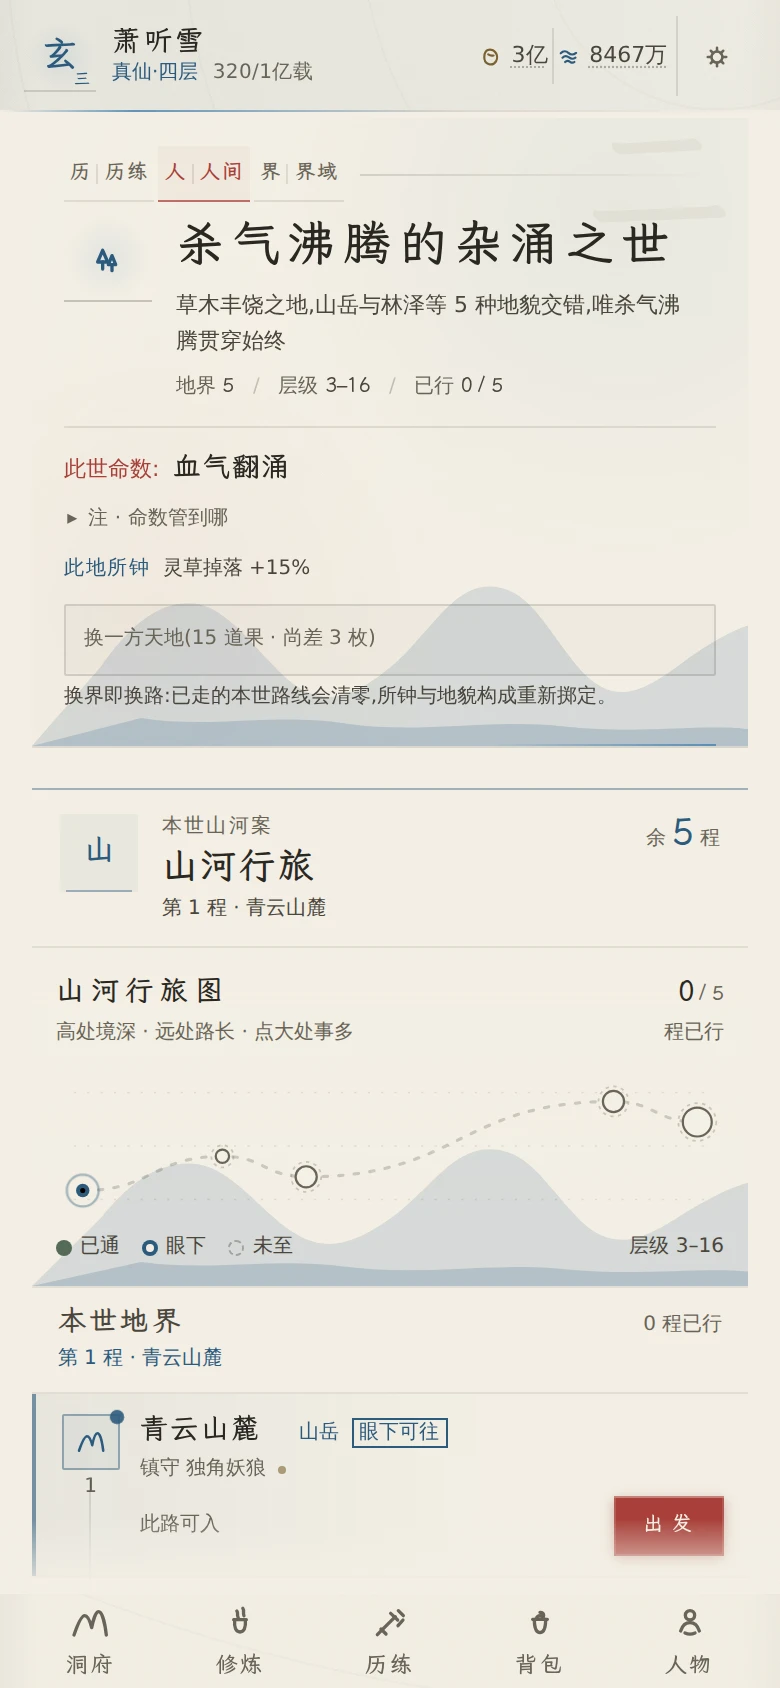 玄三
萧听雪
真仙·四层 320/1亿载
3亿 8467万
历 历练 人 人间 界 界域
杀气沸腾的杂涌之世
草木丰饶之地,山岳与林泽等 5 种地貌交错,唯杀气沸
腾贯穿始终
地界 5 / 层级 3–16 / 已行 0 / 5
此世命数: 血气翻涌
▸ 注 · 命数管到哪
此地所钟 灵草掉落 +15%
换一方天地(15 道果 · 尚差 3 枚)
换界即换路:已走的本世路线会清零,所钟与地貌构成重新掷定。
山
本世山河案
山河行旅
第 1 程 · 青云山麓
余 5 程
山河行旅图
0 / 5
高处境深 · 远处路长 · 点大处事多
程已行
已通 眼下 未至
层级 3–16
本世地界
0 程已行
第 1 程 · 青云山麓
青云山麓 山岳 眼下可往
镇守 独角妖狼
1
此路可入
出发
洞府 修炼 历练 背包 人物